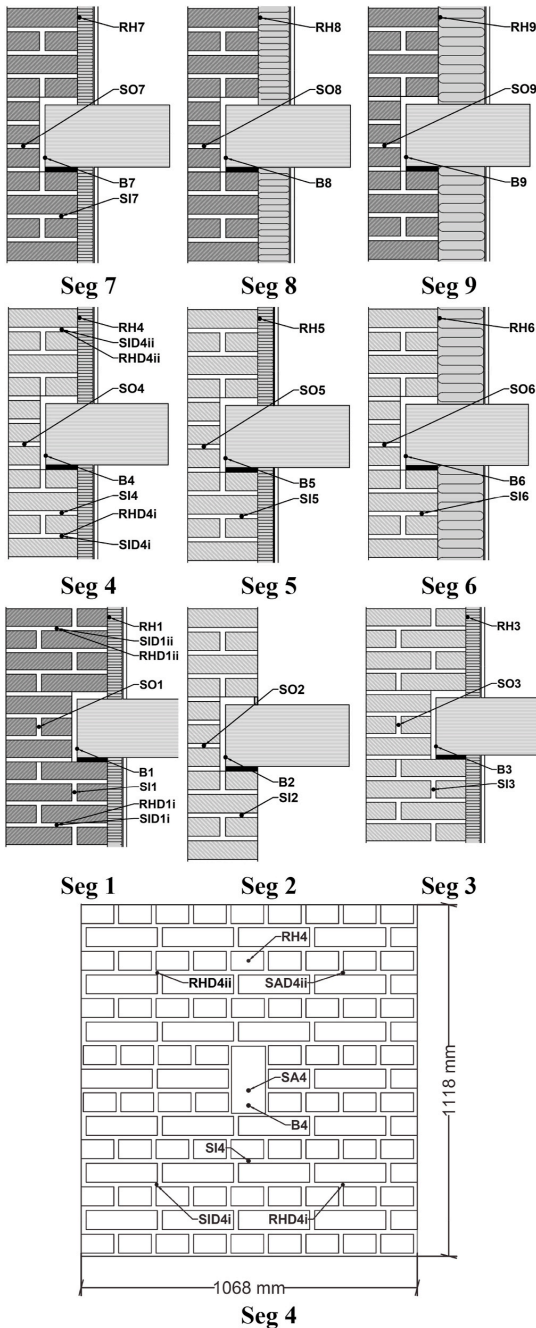 RH7
SO7
B7
SI7
Seg 7
RH8
SO8
B8
Seg 8
RH9
SO9
B9
Seg 9
RH4
SID4ii
RHD4ii
SO4
B4
SI4
RHD4i
SID4i
Seg 4
RH5
SO5
B5
SI5
Seg 5
RH6
SO6
B6
SI6
Seg 6
RH1
SID1ii
RHD1ii
SO1
B1
SI1
RHD1i
SID1i
Seg 1
SO2
B2
SI2
Seg 2
RH3
SO3
B3
SI3
Seg 3
RH4
RHD4ii
SAD4ii
SA4
B4
SI4
SID4i
RHD4i
1118 mm
1068 mm
Seg 4